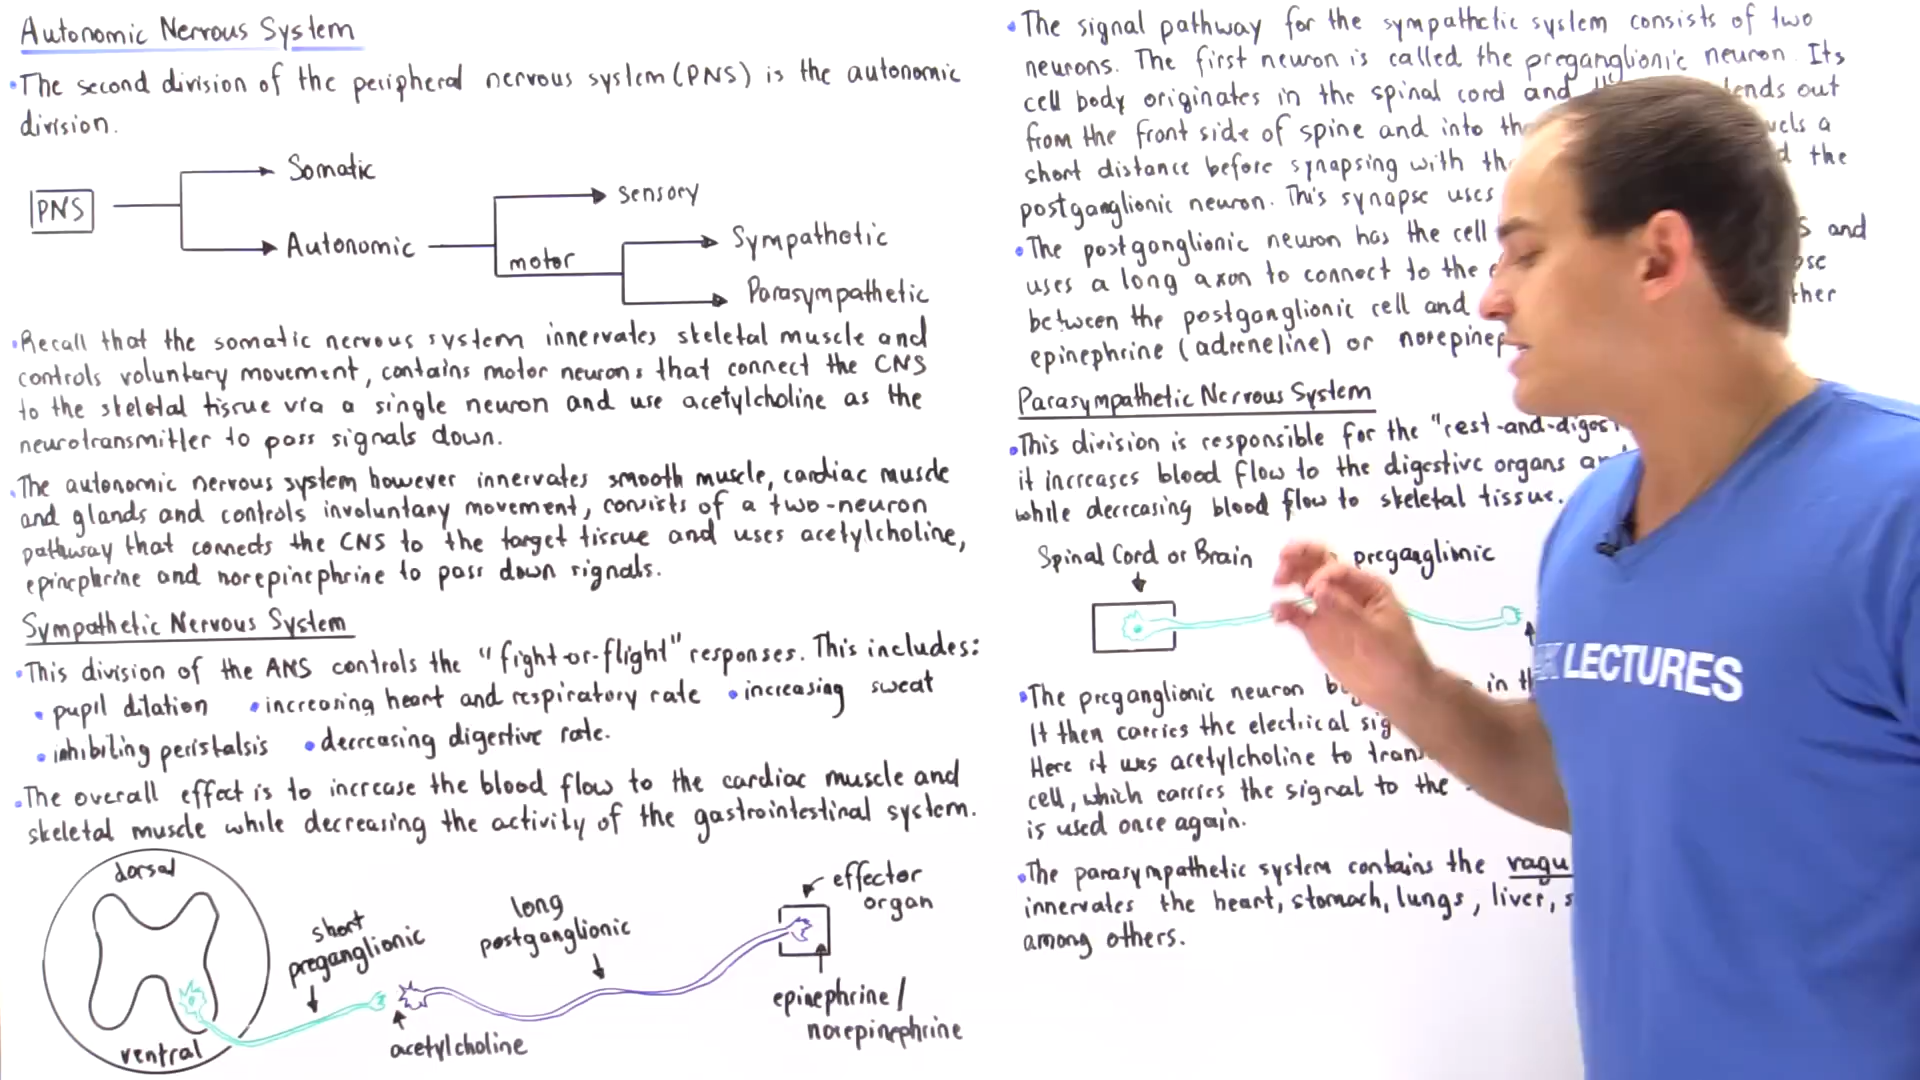 Autonomic Nervous System
•The second division of the peripheral nervous system (PNS) is the autonomic
division.
PNS
Somatic
Autonomic
sensory
motor
Sympathetic
Parasympathetic
•Recall that the somatic nervous system innervates skeletal muscle and
controls voluntary movement, contains motor neurons that connect the CNS
to the skeletal tissue via a single neuron and use acetylcholine as the
neurotransmitter to pass signals down.
•The autonomic nervous system however innervates smooth muscle, cardiac muscle
and glands and controls involuntary movement, consists of a two-neuron
pathway that connects the CNS to the target tissue and uses acetylcholine,
epinephrine and norepinephrine to pass down signals.
Sympathetic Nervous System
•This division of the ANS controls the "fight-or-flight" responses. This includes:
•pupil dilation •increasing heart and respiratory rate •increasing sweat
•inhibiting peristalsis •decreasing digestive rate.
•The overall effect is to increase the blood flow to the cardiac muscle and
skeletal muscle while decreasing the activity of the gastrointestinal system.
dorsal
ventral
short
preganglionic
acetylcholine
long
postganglionic
effector
organ
epinephrine/
norepinephrine
•The signal pathway for the sympathetic system consists of two
neurons. The first neuron is called the preganglionic neuron. Its
cell body originates in the spinal cord and out
from the front side of spine and into a
short distance before synapsing with the
postganglionic neuron. This synapse uses
•The postganglionic neuron has the cell and
uses a long axon to connect to the
between the postganglionic cell and
epinephrine (adreneline) or
Parasympathetic Nervous System
•This division is responsible for the
it increases blood flow to the digestive organs
while decreasing blood flow to skeletal tissue.
Spinal Cord or Brain
preganglionic
•The preganglionic neuron in
It then carries the electrical
Here it uses acetylcholine to
cell, which carries the signal to the
is used once again.
•The parasympathetic system contains the
innervates the heart, stomach, lungs, liver,
among others.
LECTURES